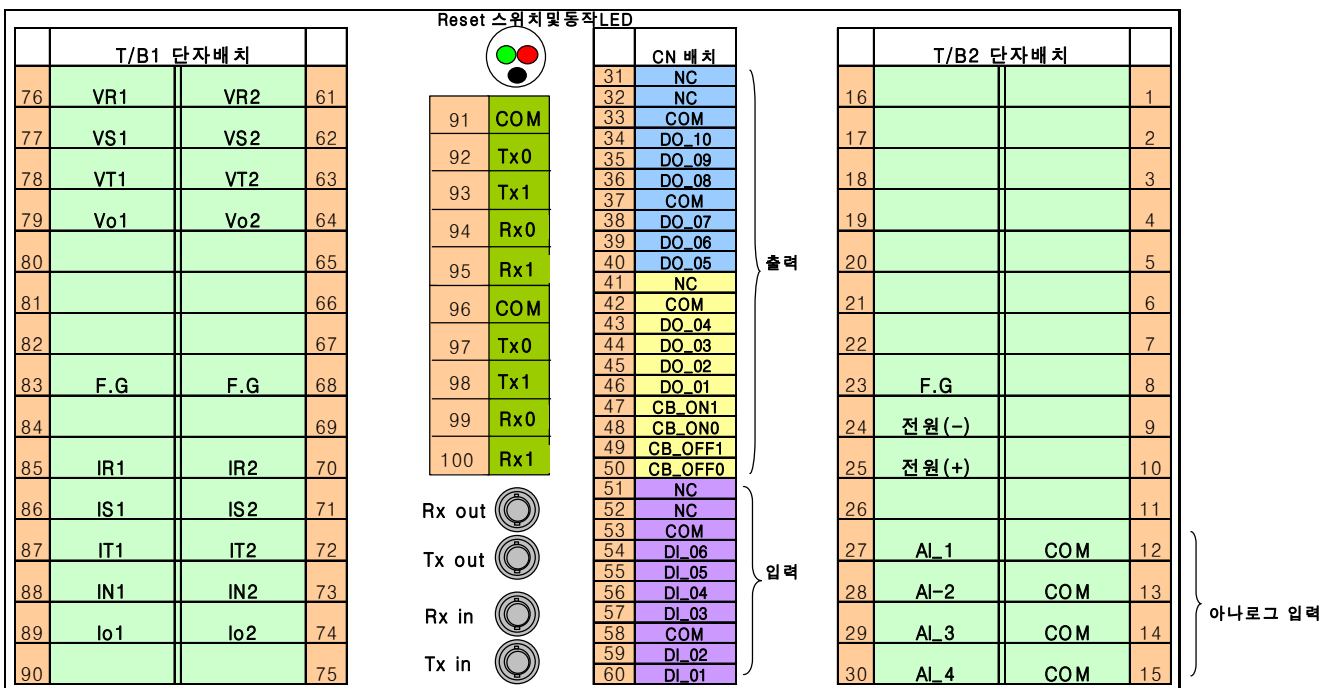 Reset 스위치및동작LED
T/B1 단자배치
76 VR1 VR2 61
77 VS1 VS2 62
78 VT1 VT2 63
79 Vo1 Vo2 64
80 65
81 66
82 67
83 F.G F.G 68
84 69
85 IR1 IR2 70
86 IS1 IS2 71
87 IT1 IT2 72
88 IN1 IN2 73
89 Io1 Io2 74
90 75
91 COM
92 Tx0
93 Tx1
94 Rx0
95 Rx1
96 COM
97 Tx0
98 Tx1
99 Rx0
100 Rx1
Rx out
Tx out
Rx in
Tx in
CN 배치
31 NC
32 NC
33 COM
34 DO_10
35 DO_09
36 DO_08
37 COM
38 DO_07
39 DO_06
40 DO_05
41 NC
42 COM
43 DO_04
44 DO_03
45 DO_02
46 DO_01
47 CB_ON1
48 CB_ON0
49 CB_OFF1
50 CB_OFF0
51 NC
52 NC
53 COM
54 DI_06
55 DI_05
56 DI_04
57 DI_03
58 COM
59 DI_02
60 DI_01
출력
입력
T/B2 단자배치
16 1
17 2
18 3
19 4
20 5
21 6
22 7
23 F.G 8
24 전원(-) 9
25 전원(+) 10
26 11
27 AI_1 COM 12
28 AI-2 COM 13
29 AI_3 COM 14
30 AI_4 COM 15
아나로그 입력